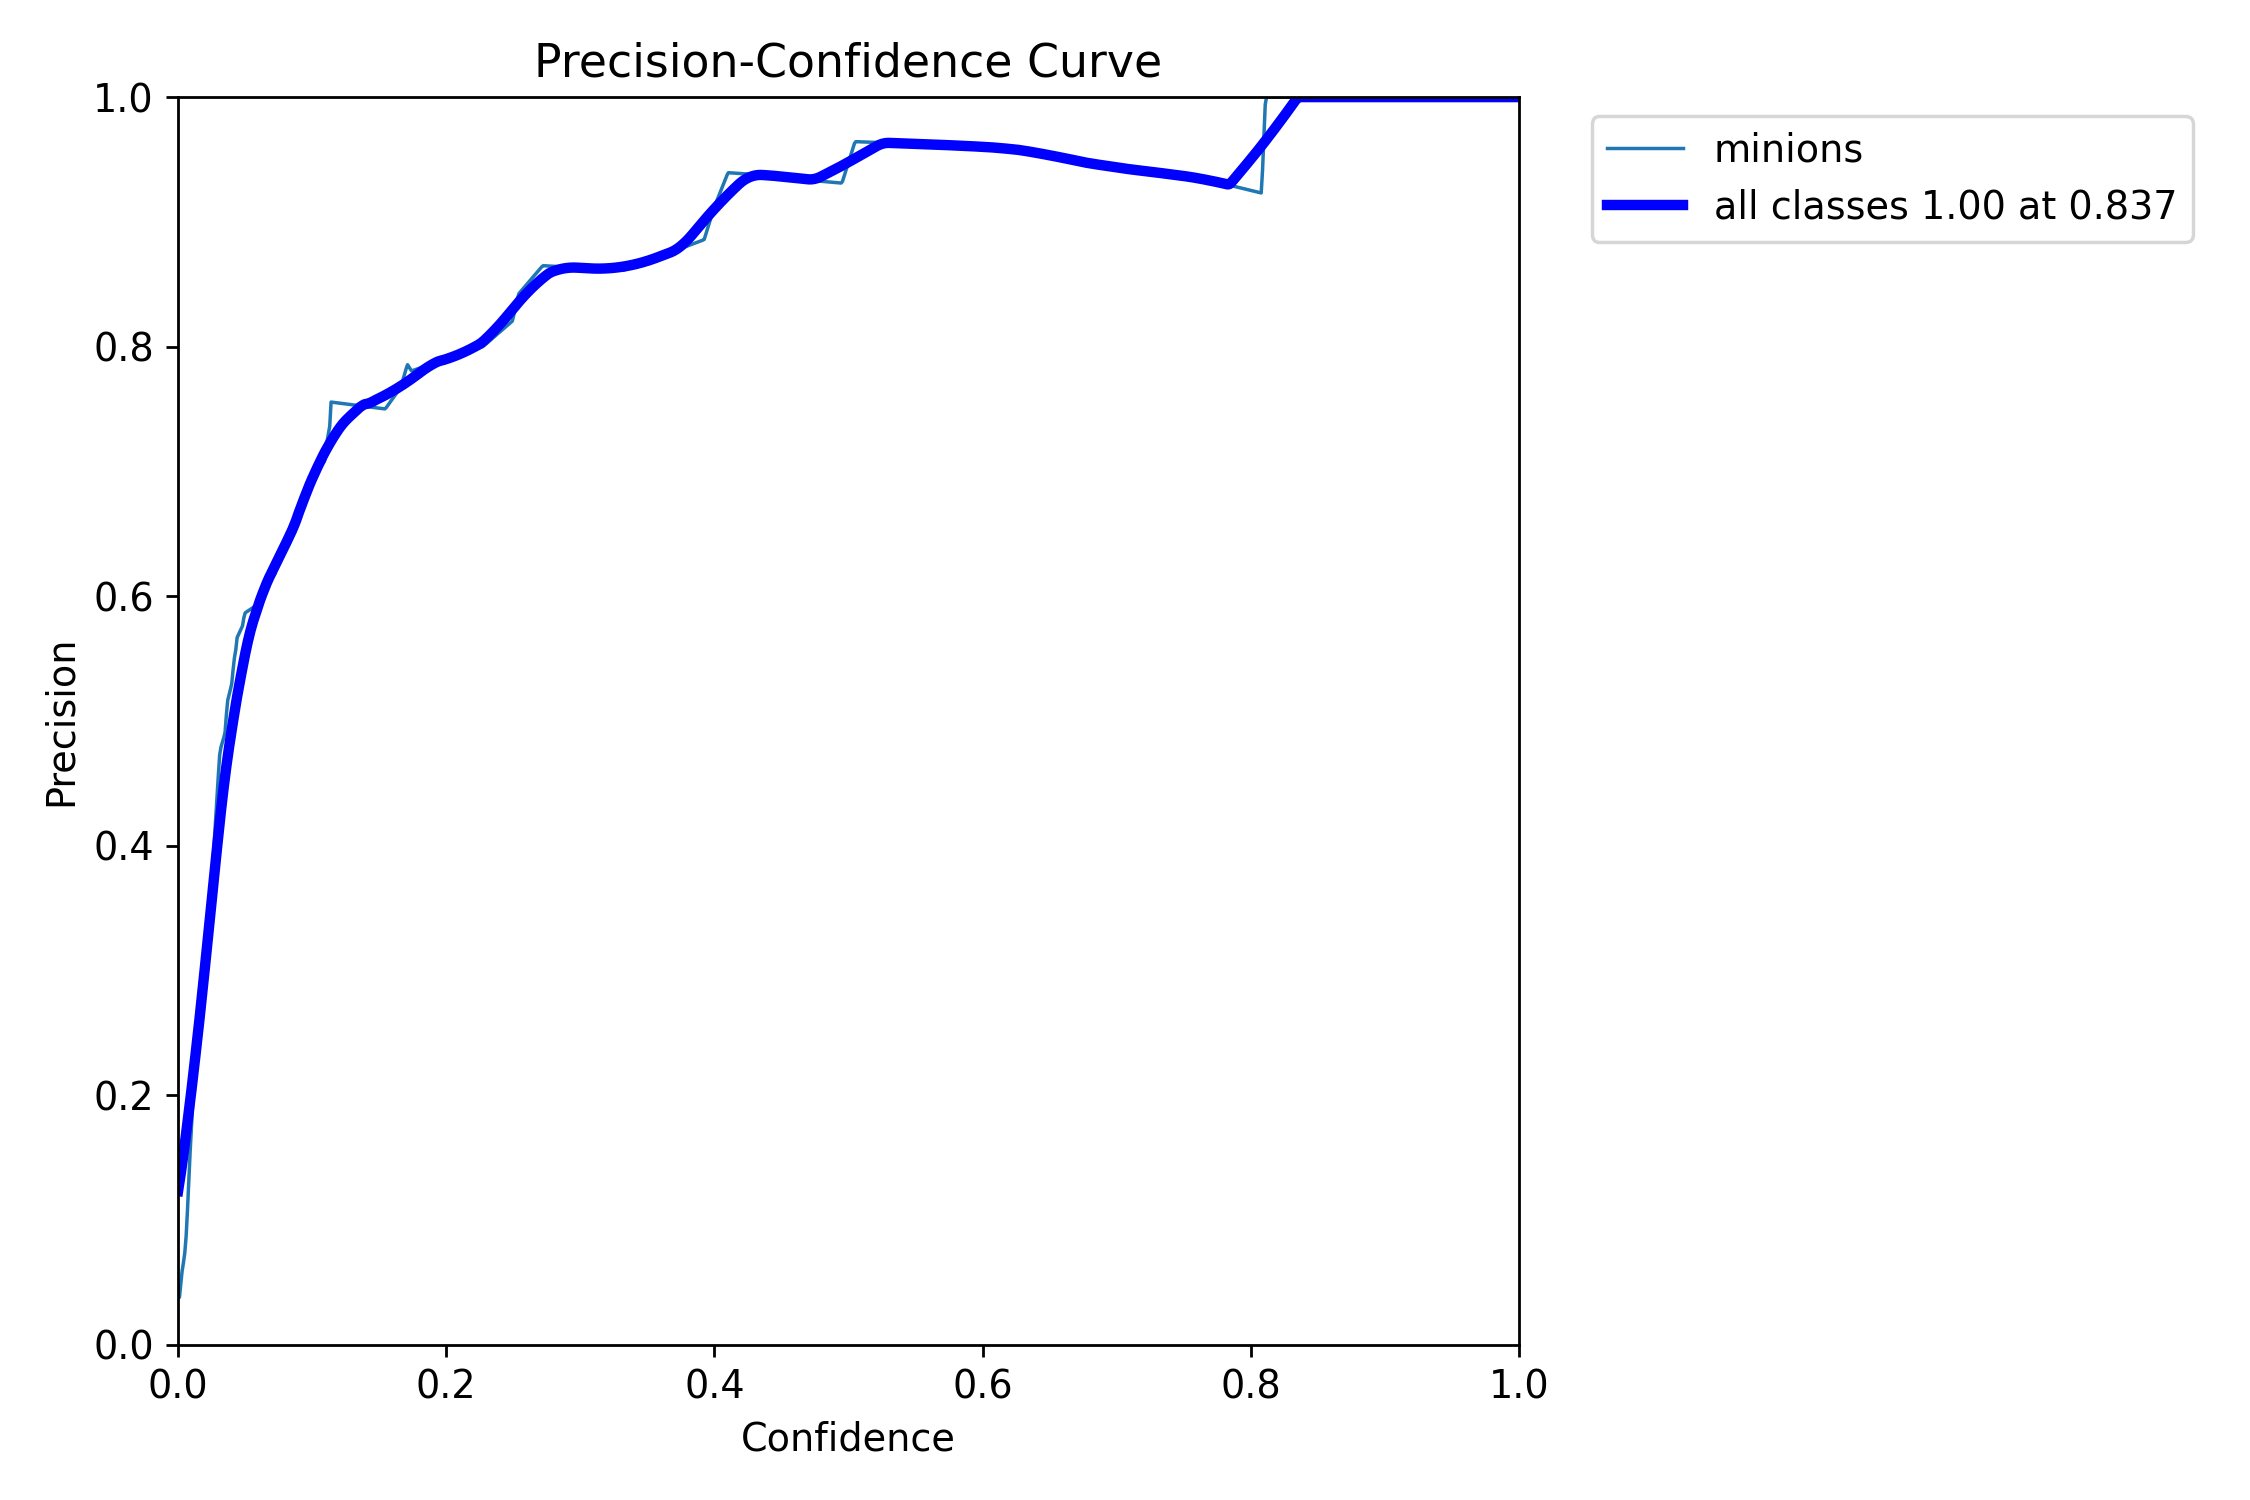 Precision-Confidence Curve
1.0
0.8
0.6
0.4
0.2
0.0
Precision
0.0 0.2 0.4 0.6 0.8 1.0
Confidence
minions
all classes 1.00 at 0.837